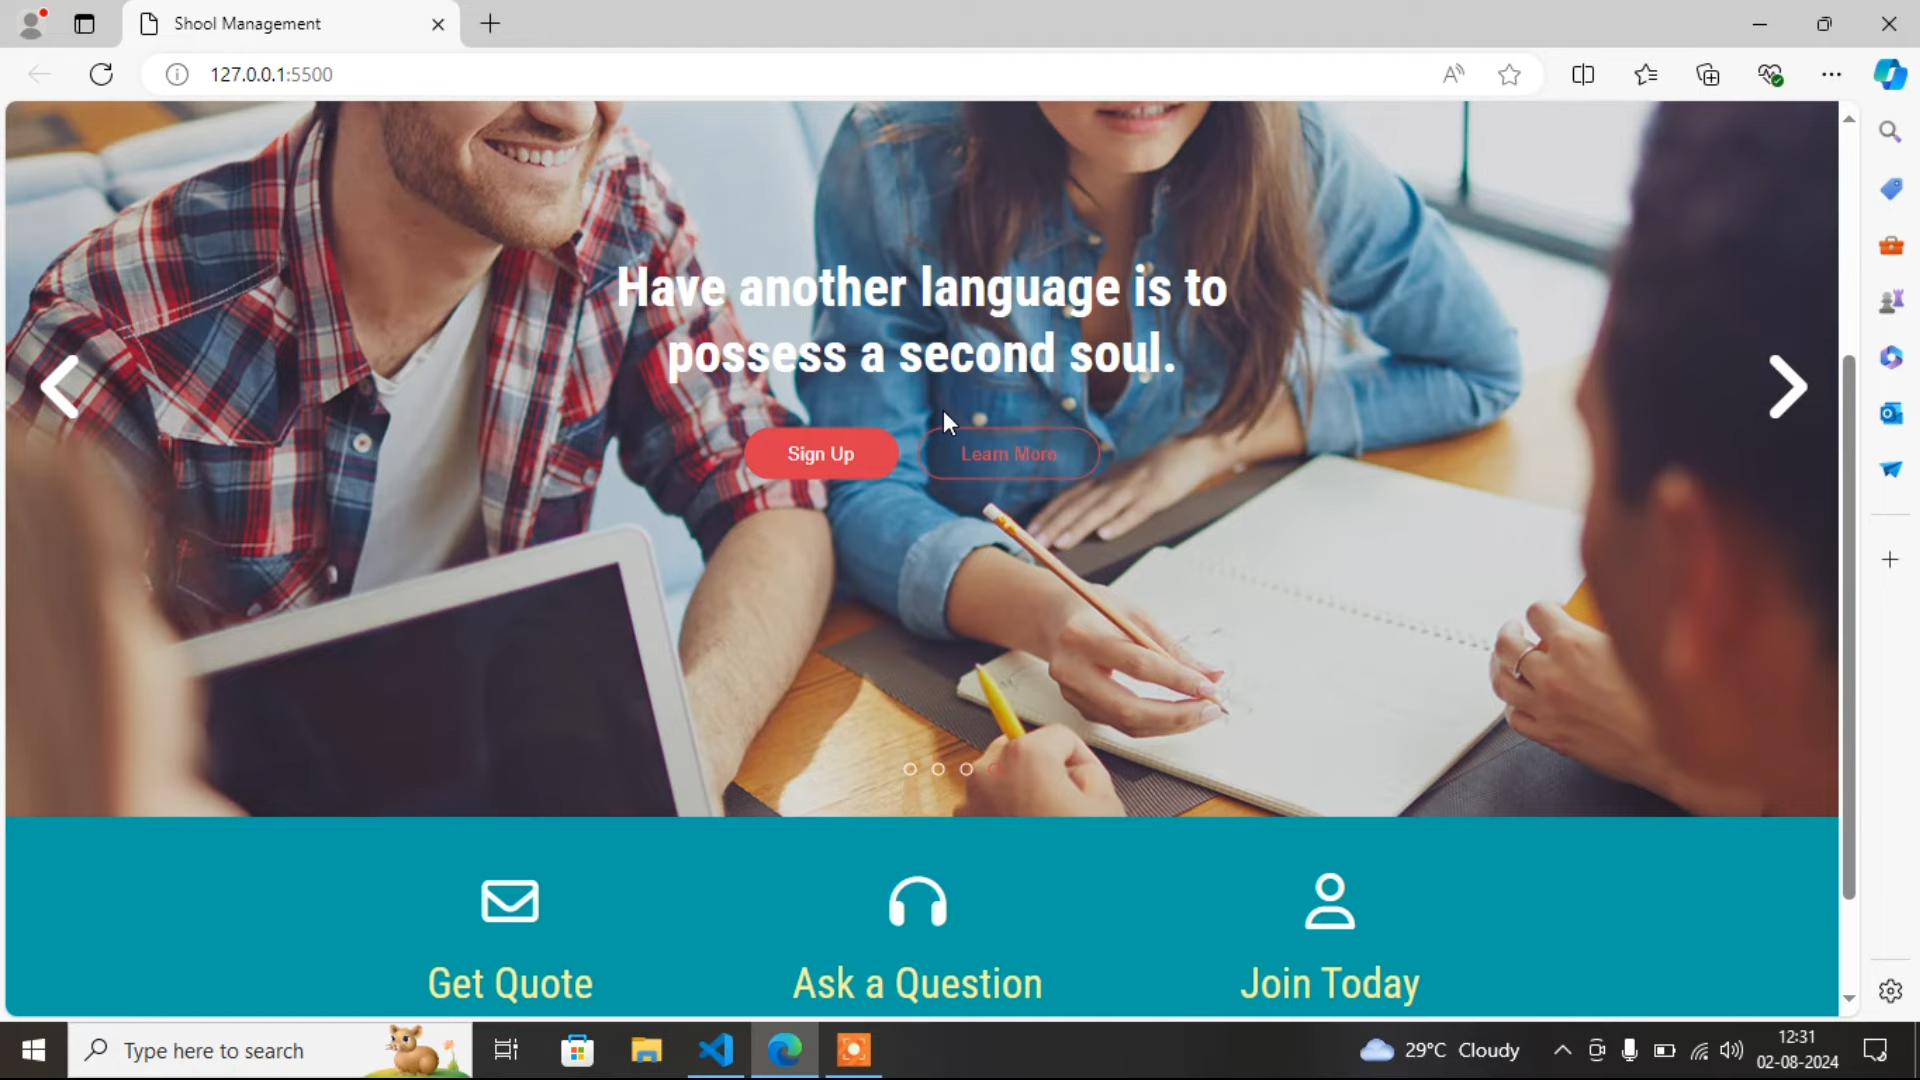 Shool Management
127.0.0.1:5500
Have another language is to
possess a second soul.
Sign Up
Learn More
Get Quote
Ask a Question
Join Today
Type here to search
29°C Cloudy
12:31
02-08-2024